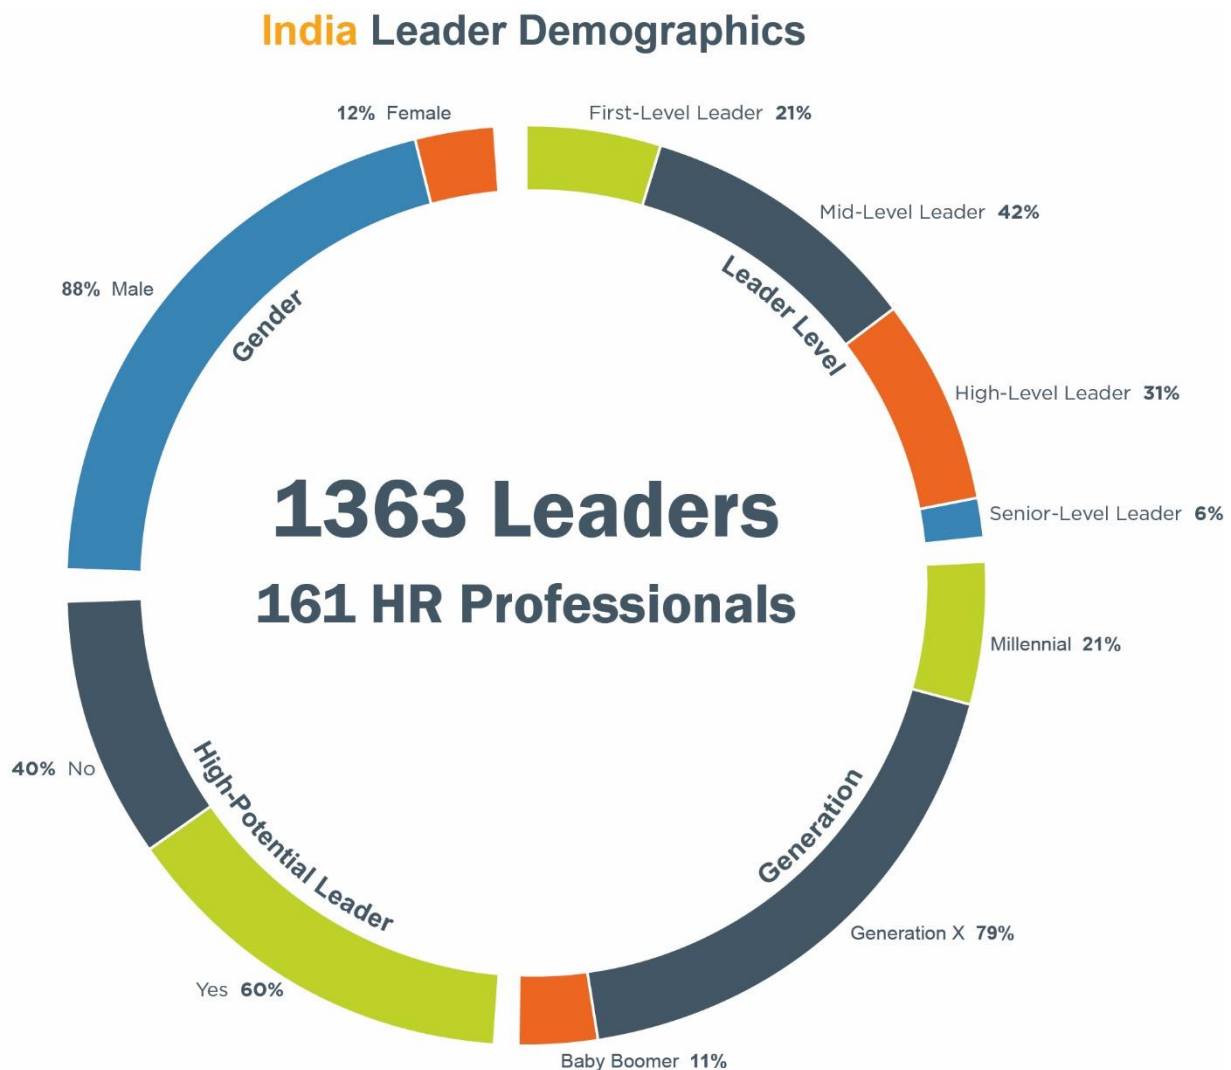 India Leader Demographics
12% Female
First-Level Leader 21%
Mid-Level Leader 42%
88% Male
Gender
Leader Level
High-Level Leader 31%
1363 Leaders
Senior-Level Leader 6%
161 HR Professionals
Millennial 21%
40% No
High-Potential Leader
Generation
Generation X 79%
Yes 60%
Baby Boomer 11%